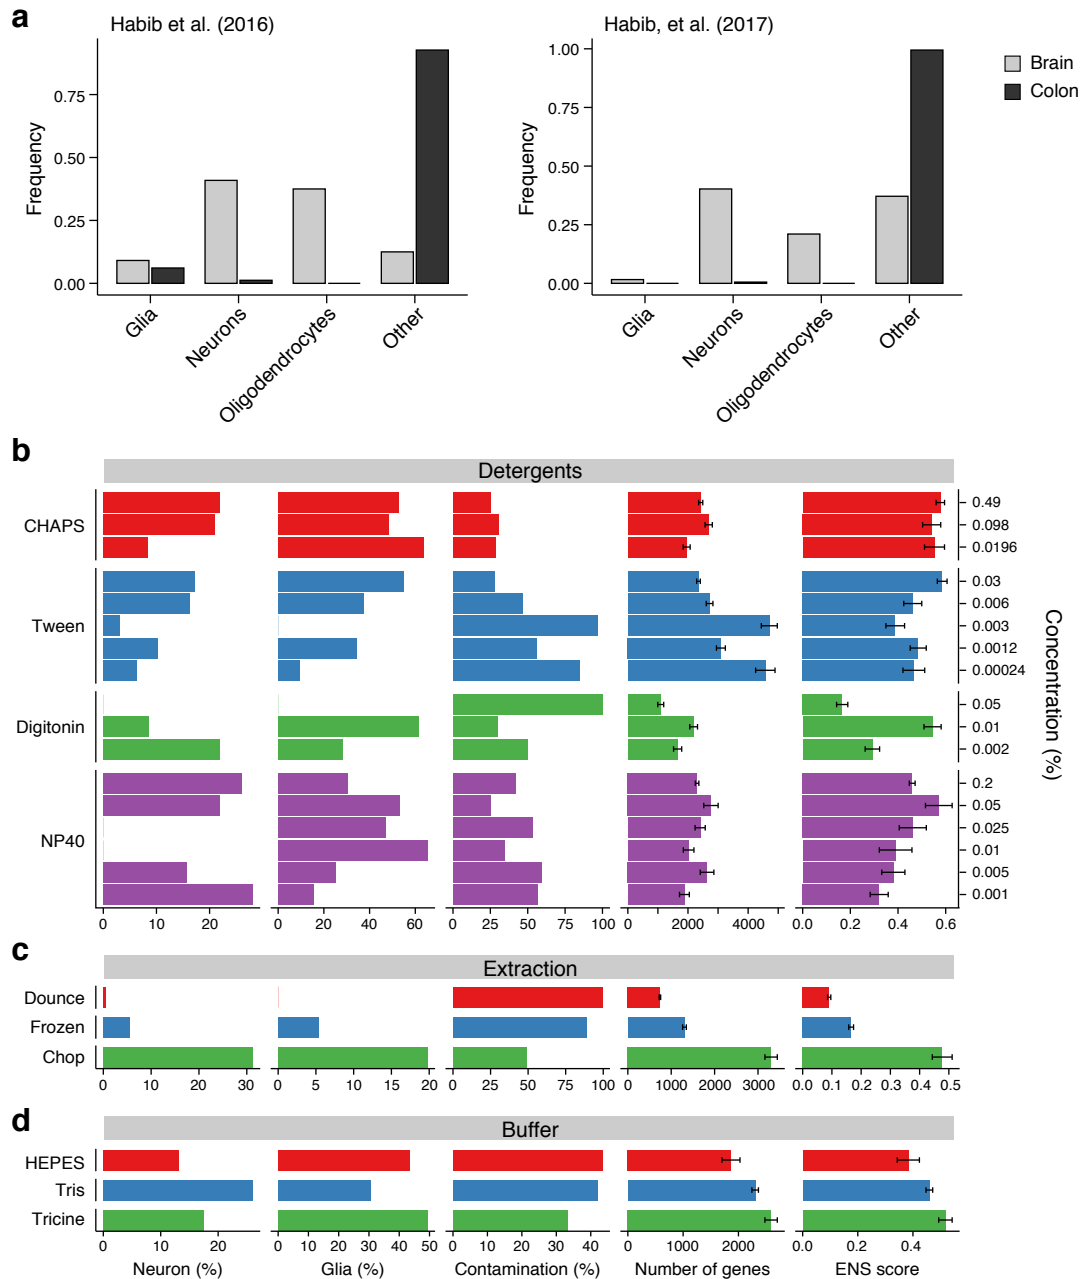 a
Habib et al. (2016)
Habib, et al. (2017)
Brain
Colon
Frequency
0.75
0.50
0.25
0.00
Glia
Neurons
Oligodendrocytes
Other
Frequency
1.00
0.75
0.50
0.25
0.00
Glia
Neurons
Oligodendrocytes
Other
b
Detergents
CHAPS
0.49
0.098
0.0196
Tween
0.03
0.006
0.003
0.0012
0.00024
Digitonin
0.05
0.01
0.002
NP40
0.2
0.05
0.025
0.01
0.005
0.001
Concentration (%)
0 10 20
0 20 40 60
0 25 50 75 100
0 2000 4000
0.0 0.2 0.4 0.6
c
Extraction
Dounce
Frozen
Chop
0 10 20 30
0 5 10 15 20
0 25 50 75 100
0 1000 2000 3000
0.0 0.1 0.2 0.3 0.4 0.5
d
Buffer
HEPES
Tris
Tricine
0 10 20
0 10 20 30 40 50
0 10 20 30 40
0 1000 2000
0.0 0.2 0.4
Neuron (%)
Glia (%)
Contamination (%)
Number of genes
ENS score